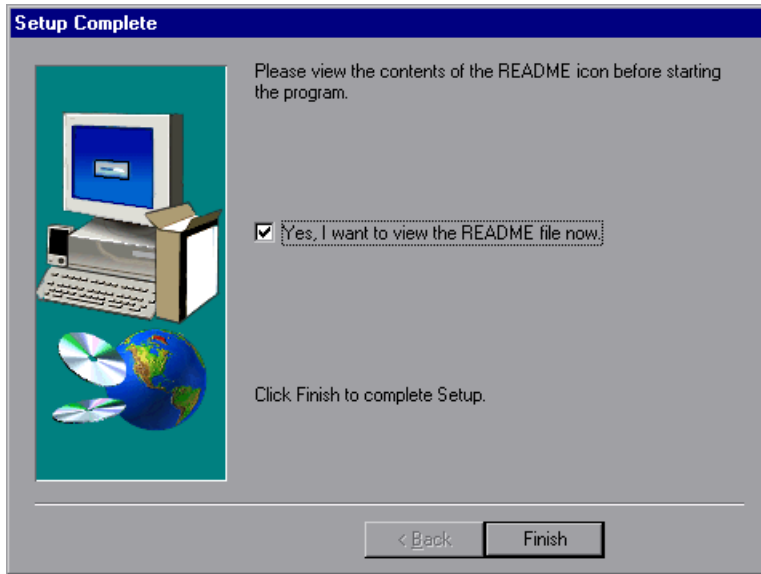 Setup Complete
Please view the contents of the README icon before starting
the program.
Yes, I want to view the README file now.
Click Finish to complete Setup.
< Back
Finish